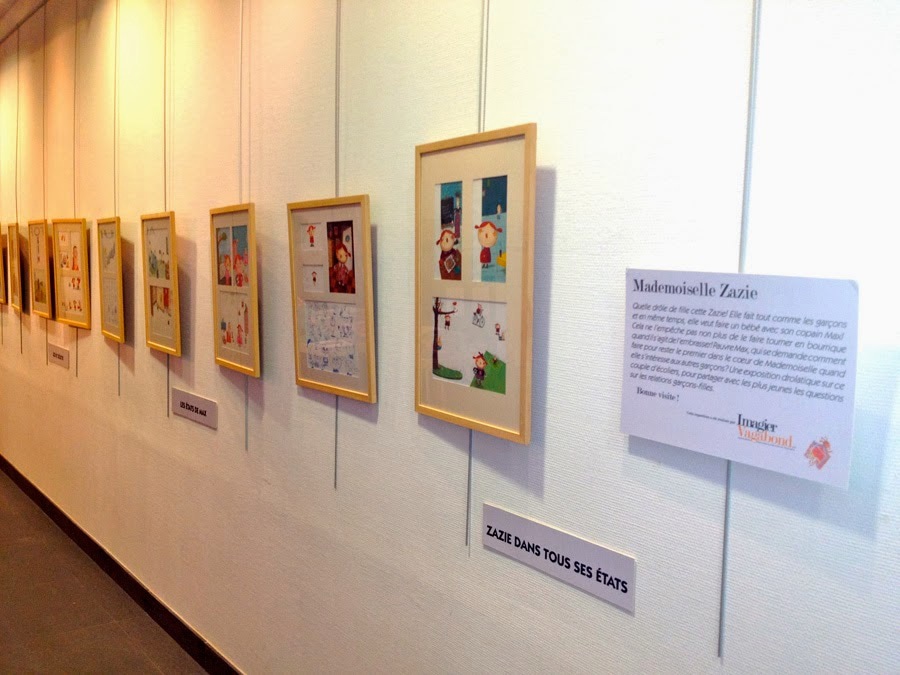 Mademoiselle Zazie
Quelle drôle de fille cette Zazie! Elle fait tout comme les garçons
et en même temps, elle veut faire un bébé avec son copain Max!
Cela ne l'empêche pas non plus de le faire tourner en bourrique
quand il s'agit de l'embrasser! Pauvre Max, qui se demande comment
faire pour rester le premier dans le cœur de Mademoiselle quand
elle s'intéresse aux autres garçons? Une exposition drolatique sur ce
couple d'écoliers, pour partager avec les plus jeunes les questions
sur les relations garçons-filles.
Bonne visite !
Imagier
Vagabond
ZAZIE DANS TOUS SES ÉTATS
LES ÉTATS DE MAX